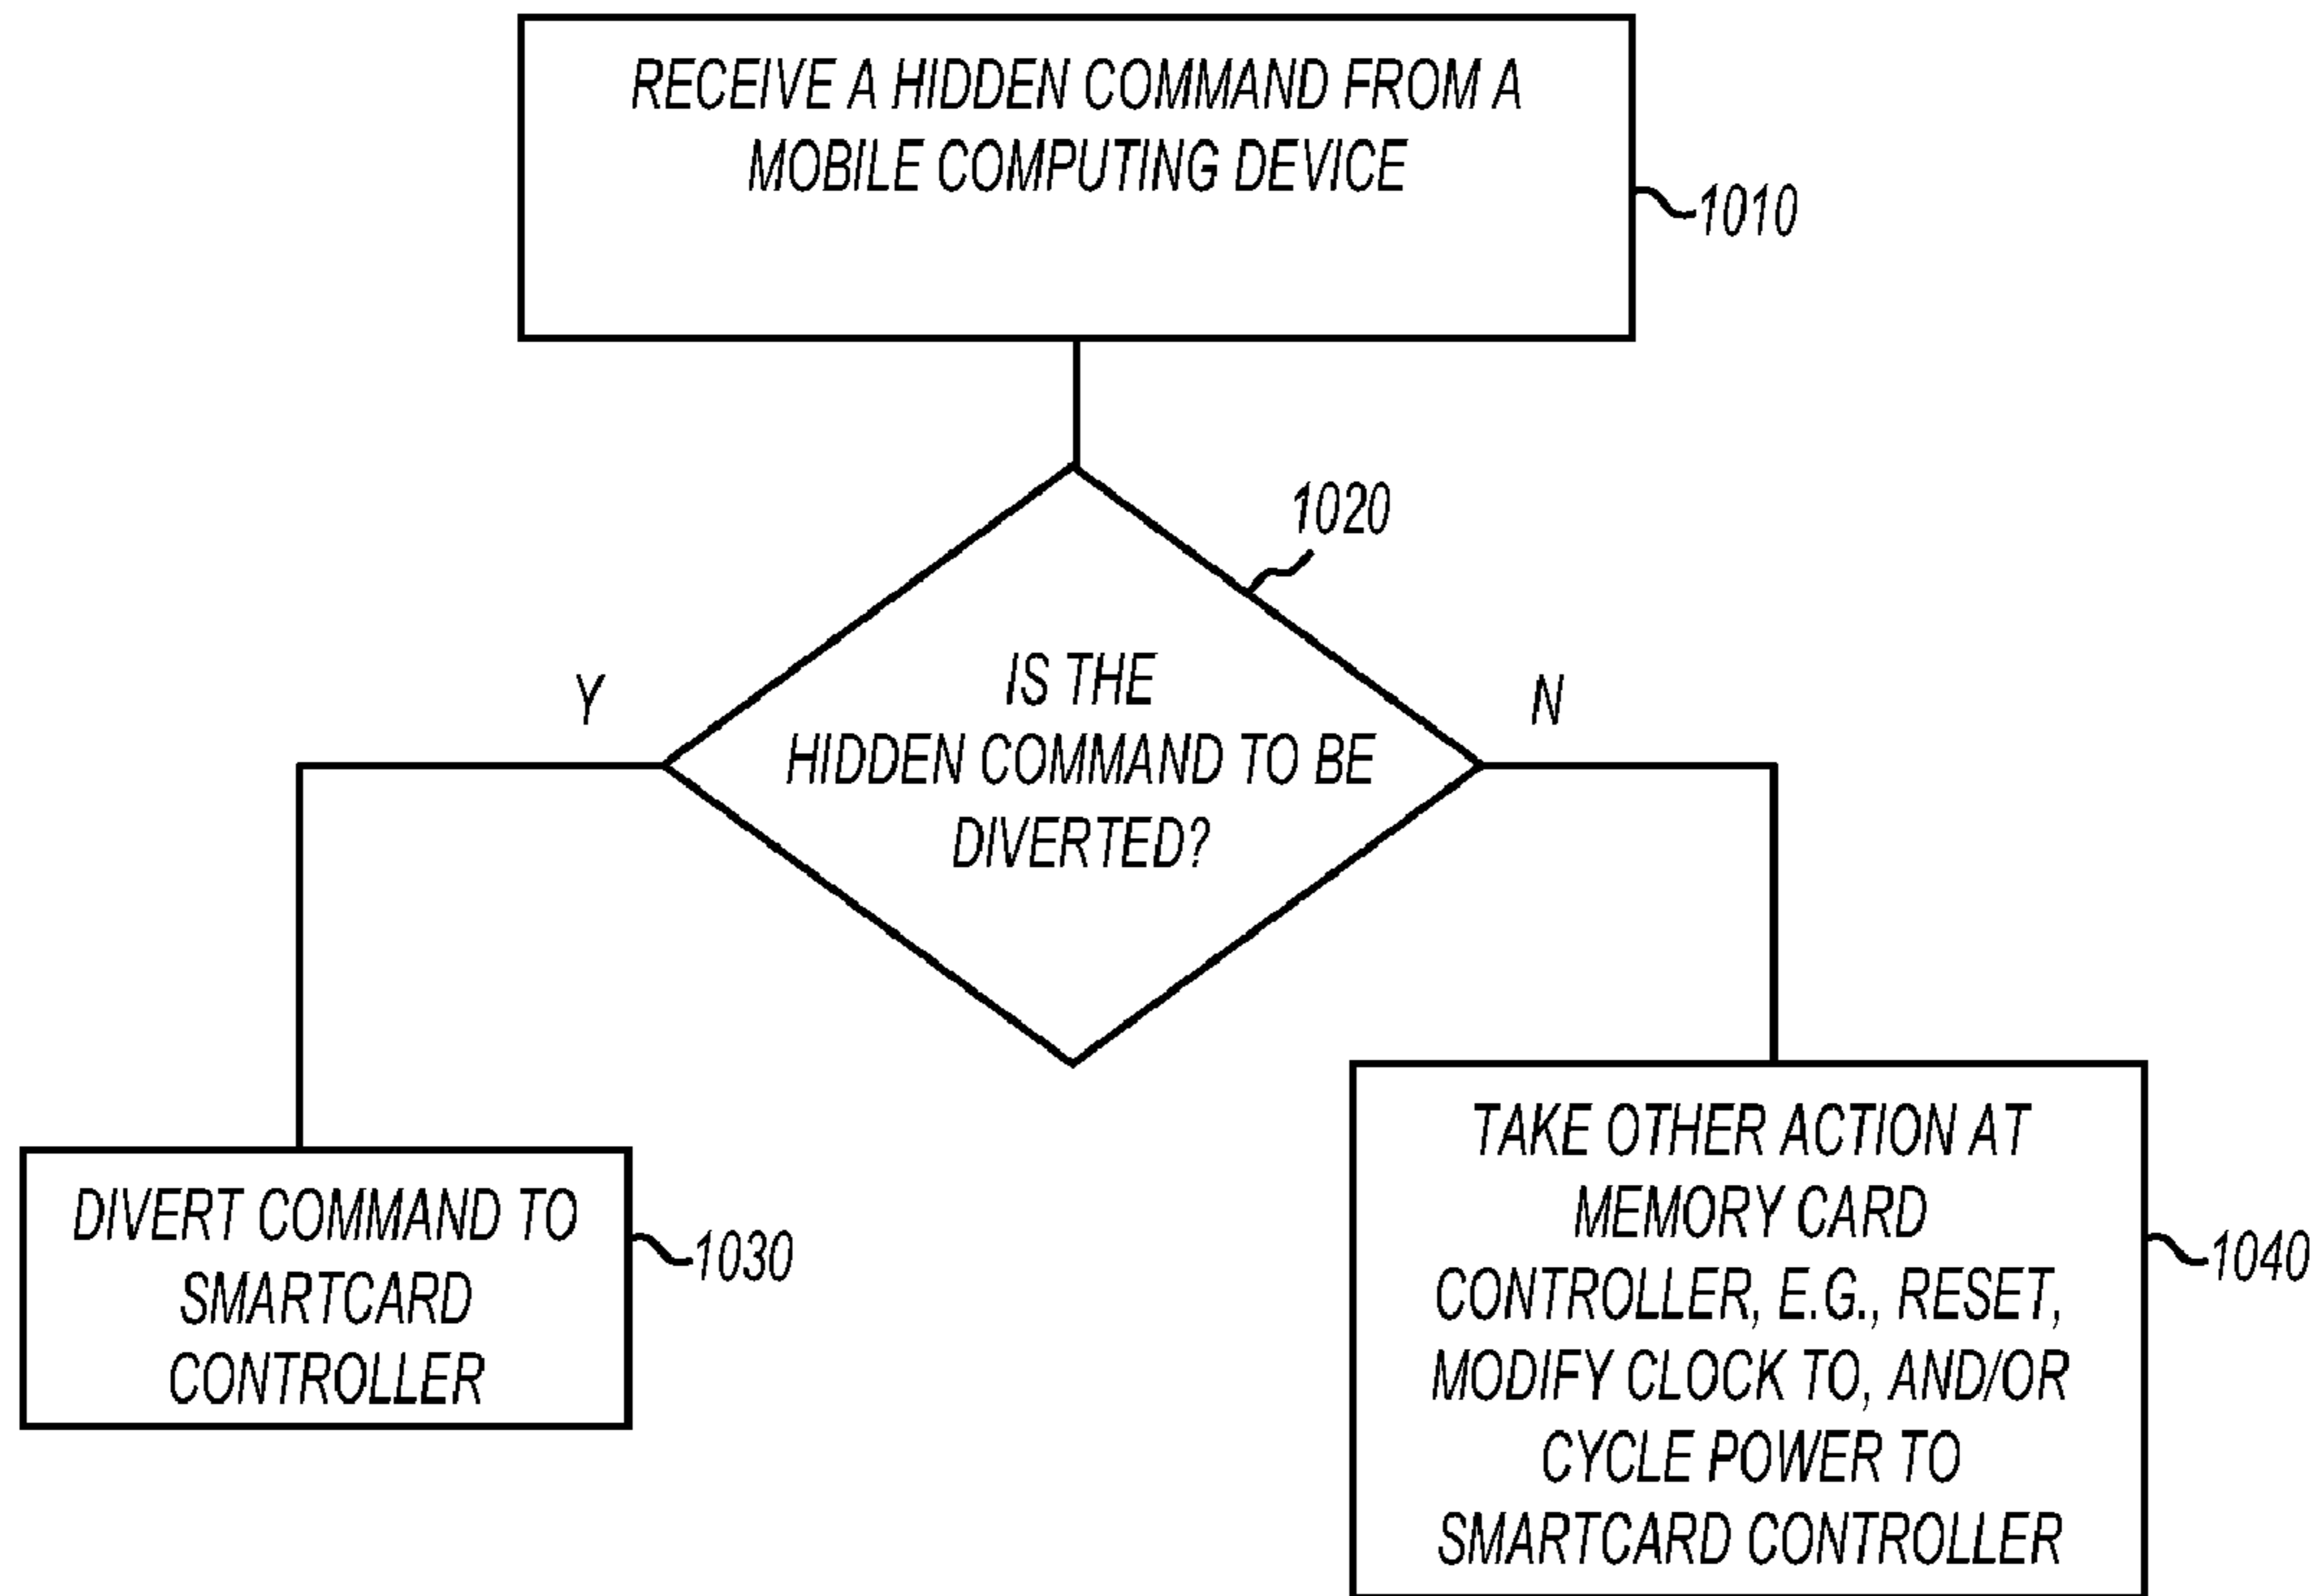 RECEIVE A HIDDEN COMMAND FROM A
MOBILE COMPUTING DEVICE
1010
1020
IS THE
HIDDEN COMMAND TO BE
DIVERTED?
Y
N
DIVERT COMMAND TO
SMARTCARD
CONTROLLER
1030
TAKE OTHER ACTION AT
MEMORY CARD
CONTROLLER, E.G., RESET,
MODIFY CLOCK TO, AND/OR
CYCLE POWER TO
SMARTCARD CONTROLLER
1040